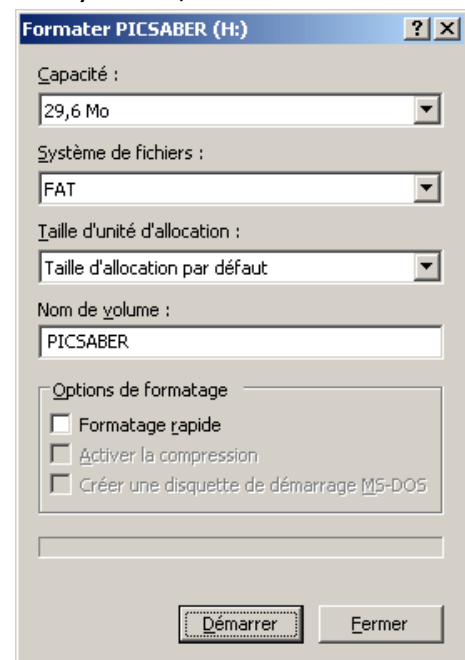 Formater PICSABER (H:)
Capacité :
29,6 Mo
Système de fichiers :
FAT
Taille d'unité d'allocation :
Taille d'allocation par défaut
Nom de volume :
PICSABER
Options de formatage
Formatage rapide
Activer la compression
Créer une disquette de démarrage MS-DOS
Démarrer Fermer